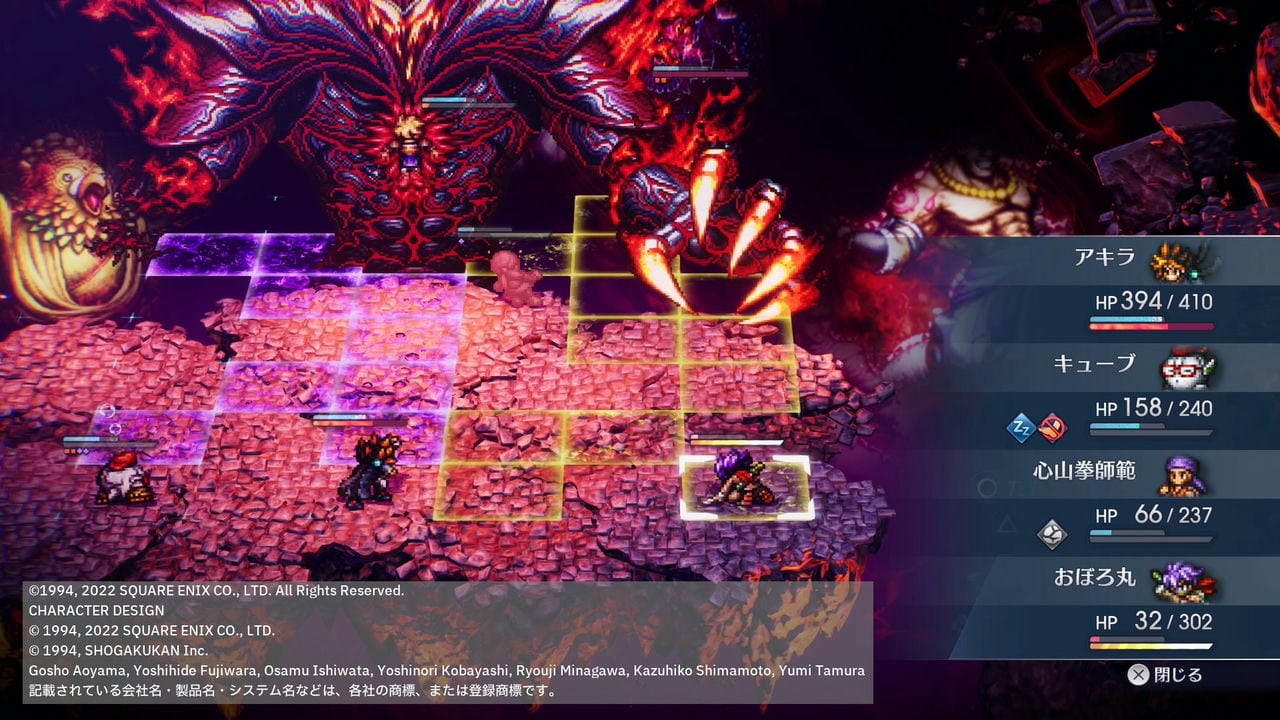 アキラ
HP 394 / 410
キューブ
HP 158 / 240
Zz
心山拳師範
HP 66 / 237
おぼろ丸
HP 32 / 302
閉じる
©1994, 2022 SQUARE ENIX CO., LTD. All Rights Reserved.
CHARACTER DESIGN
© 1994, 2022 SQUARE ENIX CO., LTD.
© 1994, SHOGAKUKAN Inc.
Gosho Aoyama, Yoshihide Fujiwara, Osamu Ishiwata, Yoshinori Kobayashi, Ryouji Minagawa, Kazuhiko Shimamoto, Yumi Tamura
記載されている会社名・製品名・システム名などは、各社の商標、または登録商標です。